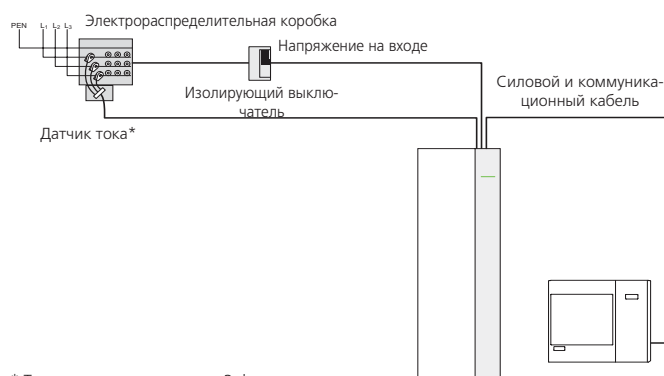 PEN L1 L2 L3
Электрораспределительная коробка
Напряжение на входе
Изолирующий выклю-
чатель
Силовой и коммуника-
ционный кабель
Датчик тока*